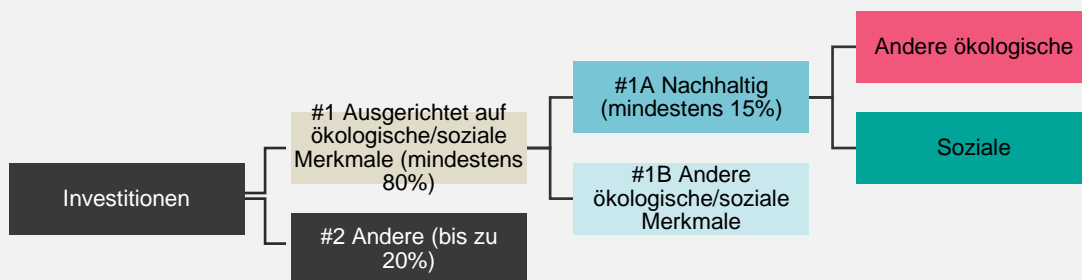 Investitionen
#1 Ausgerichtet auf
ökologische/soziale
Merkmale (mindestens
80%)
#2 Andere (bis zu
20%)
#1A Nachhaltig
(mindestens 15%)
#1B Andere
ökologische/soziale
Merkmale
Andere ökologische
Soziale